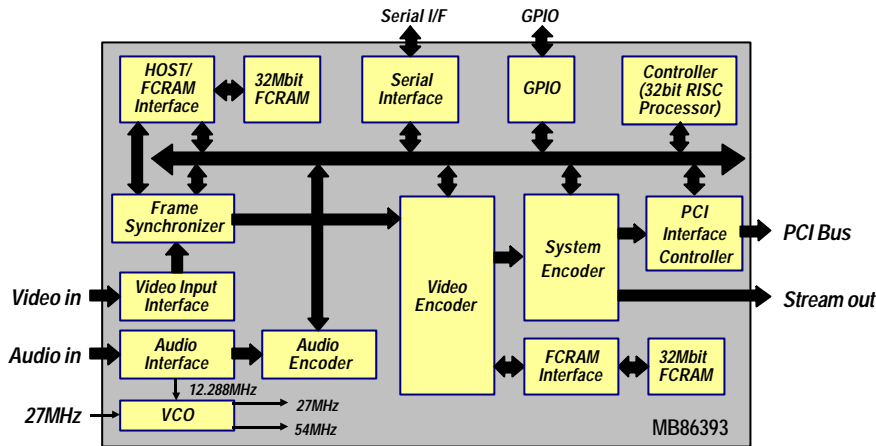 Serial I/F
GPIO
HOST/
FCRAM
Interface
32Mbit
FCRAM
Serial
Interface
GPIO
Controller
(32bit RISC
Processor)
Frame
Synchronizer
Video
Encoder
System
Encoder
PCI
Interface
Controller
PCI Bus
Video in
Video Input
Interface
Stream out
Audio in
Audio
Interface
Audio
Encoder
FCRAM
Interface
32Mbit
FCRAM
12.288MHz
27MHz
VCO
27MHz
54MHz
MB86393